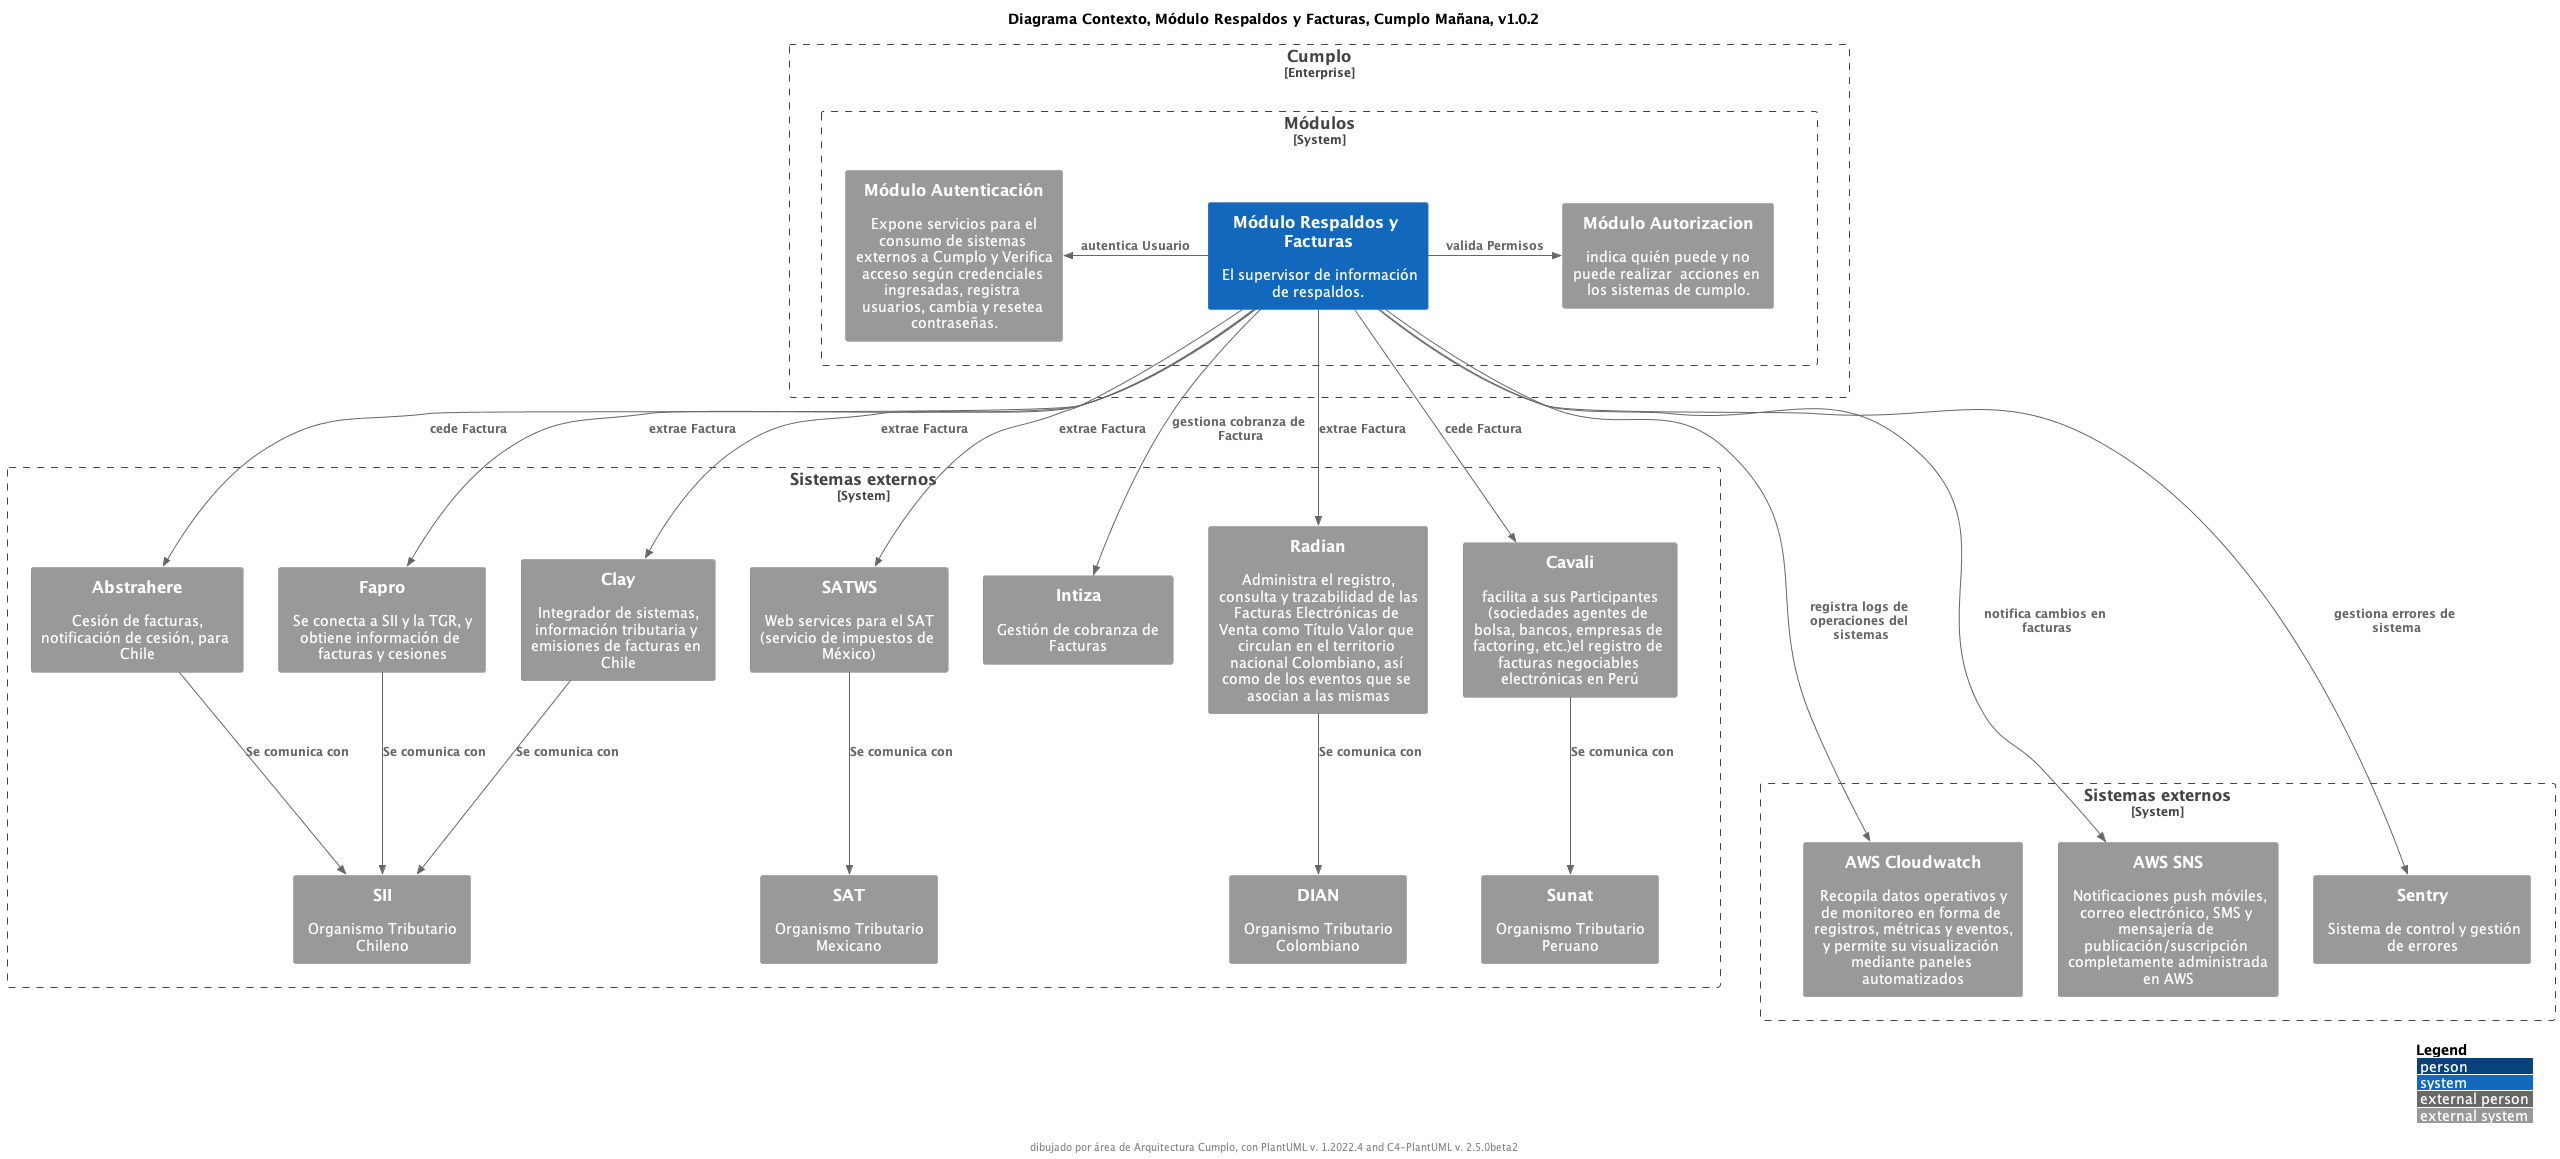 Diagrama Contexto, Módulo Respaldos y Facturas, Cumplo Mañana, v1.0.2
Cumplo
[Enterprise]
Módulos
[System]
Módulo Autenticación
Expone servicios para el
consumo de sistemas
externos a Cumplo y Verifica
acceso según credenciales
ingresadas, registra
usuarios, cambia y resetea
contraseñas.
autentica Usuario
Módulo Respaldos y
Facturas
El supervisor de información
de respaldos.
valida Permisos
Módulo Autorizacion
indica quién puede y no
puede realizar  acciones en
los sistemas de cumplo.
cede Factura
extrae Factura
extrae Factura
extrae Factura
gestiona cobranza de
Factura
extrae Factura
cede Factura
Sistemas externos
[System]
Abstrahere
Cesión de facturas,
notificación de cesión, para
Chile
Fapro
Se conecta a SII y la TGR, y
obtiene información de
facturas y cesiones
Clay
Integrador de sistemas,
información tributaria y
emisiones de facturas en
Chile
SATWS
Web services para el SAT
(servicio de impuestos de
México)
Intiza
Gestión de cobranza de
Facturas
Radian
Administra el registro,
consulta y trazabilidad de las
Facturas Electrónicas de
Venta como Título Valor que
circulan en el territorio
nacional Colombiano, así
como de los eventos que se
asocian a las mismas
Cavali
facilita a sus Participantes
(sociedades agentes de
bolsa, bancos, empresas de
factoring, etc.)el registro de
facturas negociables
electrónicas en Perú
registra logs de
operaciones del
sistemas
notifica cambios en
facturas
gestiona errores de
sistema
Se comunica con
Se comunica con
Se comunica con
Se comunica con
Se comunica con
Se comunica con
SII
Organismo Tributario
Chileno
SAT
Organismo Tributario
Mexicano
DIAN
Organismo Tributario
Colombiano
Sunat
Organismo Tributario
Peruano
Sistemas externos
[System]
AWS Cloudwatch
Recopila datos operativos y
de monitoreo en forma de
registros, métricas y eventos,
y permite su visualización
mediante paneles
automatizados
AWS SNS
Notificaciones push móviles,
correo electrónico, SMS y
mensajería de
publicación/suscripción
completamente administrada
en AWS
Sentry
Sistema de control y gestión
de errores
Legend
person
system
external person
external system
dibujado por área de Arquitectura Cumplo, con PlantUML v. 1.2022.4 and C4-PlantUML v. 2.5.0beta2